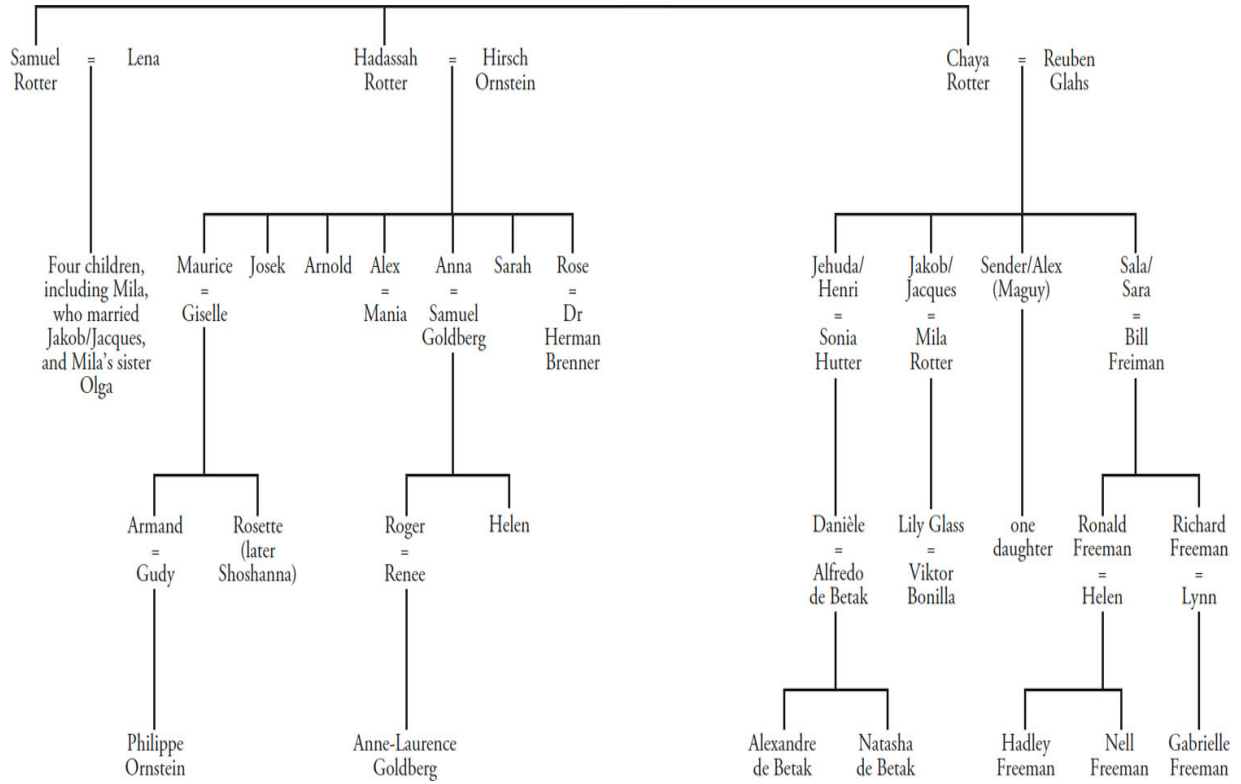 Samuel
Rotter
=
Lena
Hadassah
Rotter
=
Hirsch
Ornstein
Chaya
Rotter
=
Reuben
Glahs
Four children,
including Mila,
who married
Jakob/Jacques,
and Mila's sister
Olga
Maurice
=
Giselle
Josek
Arnold
Alex
=
Mania
Anna
=
Samuel
Goldberg
Sarah
Rose
=
Dr
Herman
Brenner
Jehuda/
Henri
=
Sonia
Hutter
Jakob/
Jacques
=
Mila
Rotter
Sender/Alex
(Maguy)
Sala/
Sara
=
Bill
Freiman
Armand
=
Gudy
Rosette
(later
Shoshanna)
Roger
=
Renee
Helen
Danièle
=
Alfredo
de Betak
Lily Glass
=
Viktor
Bonilla
one
daughter
Ronald
Freeman
=
Helen
Richard
Freeman
=
Lynn
Philippe
Ornstein
Anne-Laurence
Goldberg
Alexandre
de Betak
Natasha
de Betak
Hadley
Freeman
Nell
Freeman
Gabrielle
Freeman